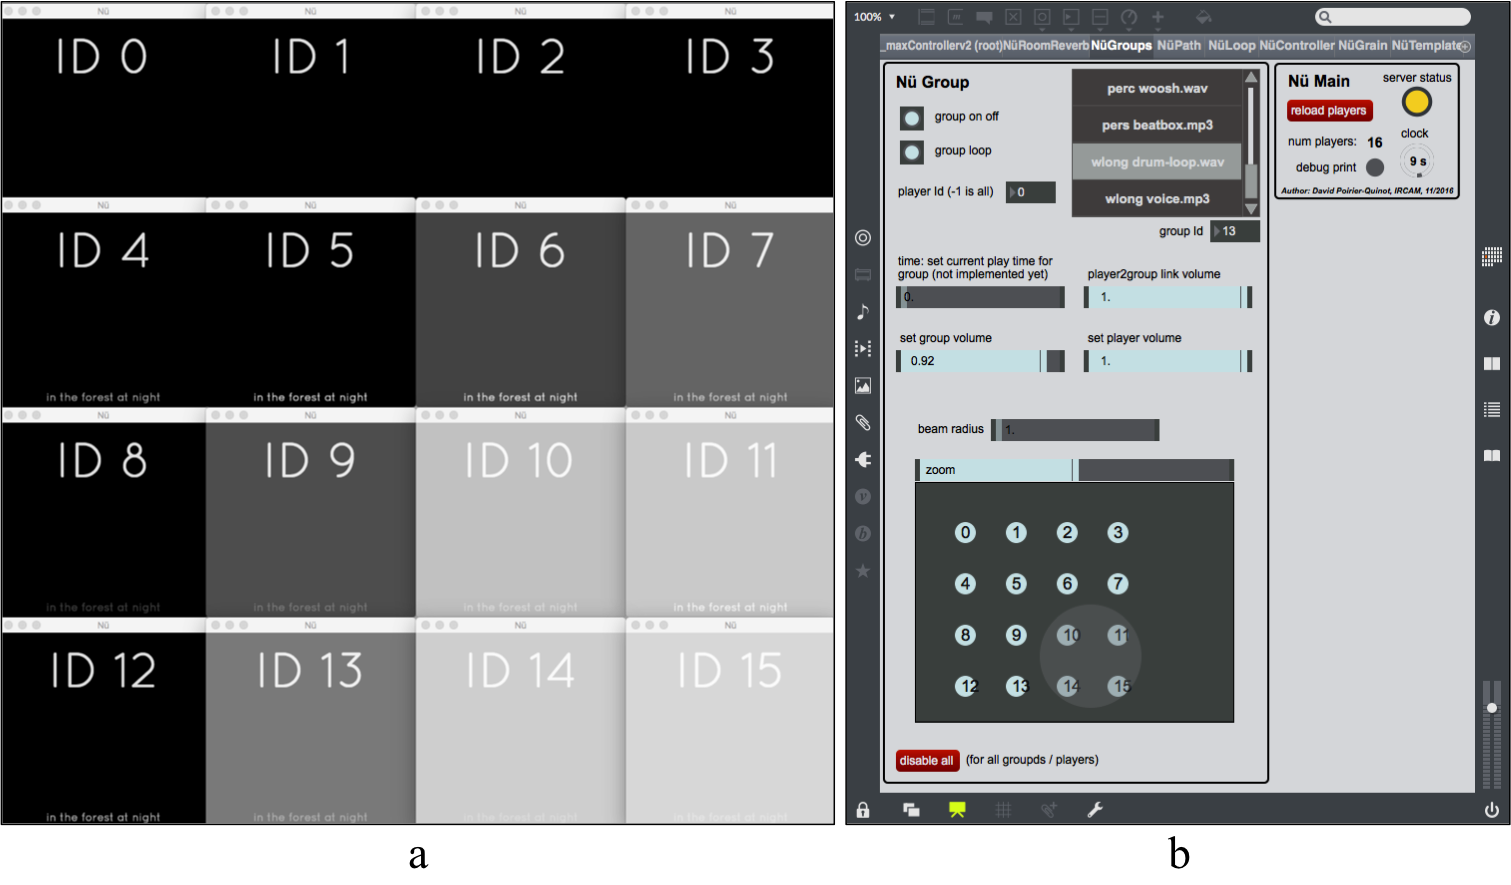 Nü Nü Nü Nü
ID 0 ID 1 ID 2 ID 3
Nü Nü Nü Nü
ID 4 ID 5 ID 6 ID 7
in the forest at night in the forest at night in the forest at night in the forest at night
Nü Nü Nü Nü
ID 8 ID 9 ID 10 ID 11
in the forest at night in the forest at night in the forest at night in the forest at night
Nü Nü Nü Nü
ID 12 ID 13 ID 14 ID 15
in the forest at night in the forest at night in the forest at night in the forest at night
a
100%
_maxControllerv2 (root) NüRoomReverb NüGroups NüPath NüLoop NüController NüGrain NüTemplate
Nü Group
group on off
group loop
player Id (-1 is all) 0
perc woosh.wav
pers beatbox.mp3
wlong drum-loop.wav
wlong voice.mp3
group Id 13
time: set current play time for
group (not implemented yet)
0.
player2group link volume
1.
set group volume
0.92
set player volume
1.
beam radius 1.
zoom
0 1 2 3
4 5 6 7
8 9 10 11
12 13 14 15
disable all (for all groupds / players)
Nü Main
server status
reload players
num players: 16
clock
9 s
debug print
Author: David Poirier-Quinot, IRCAM, 11/2016
b